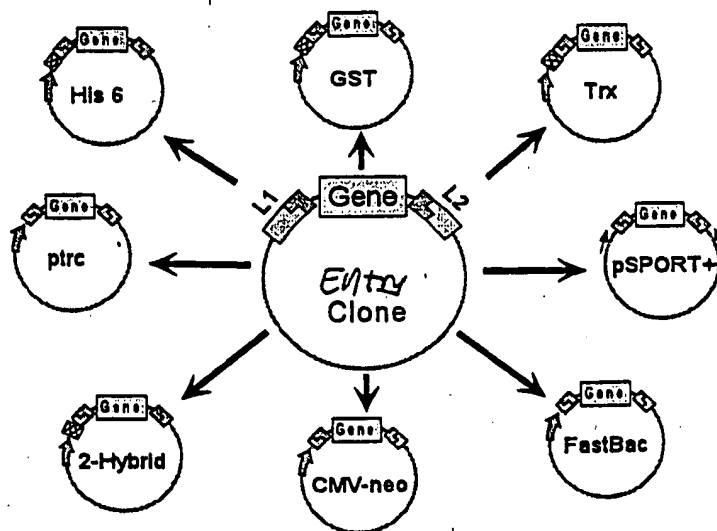 Gene
His 6
Gene
GST
Gene
Trx
L1
Gene
L2
Gene
ptrc
Entry
Clone
Gene
pSPORT+
Gene
2-Hybrid
Gene
CMV-neo
Gene
FastBac